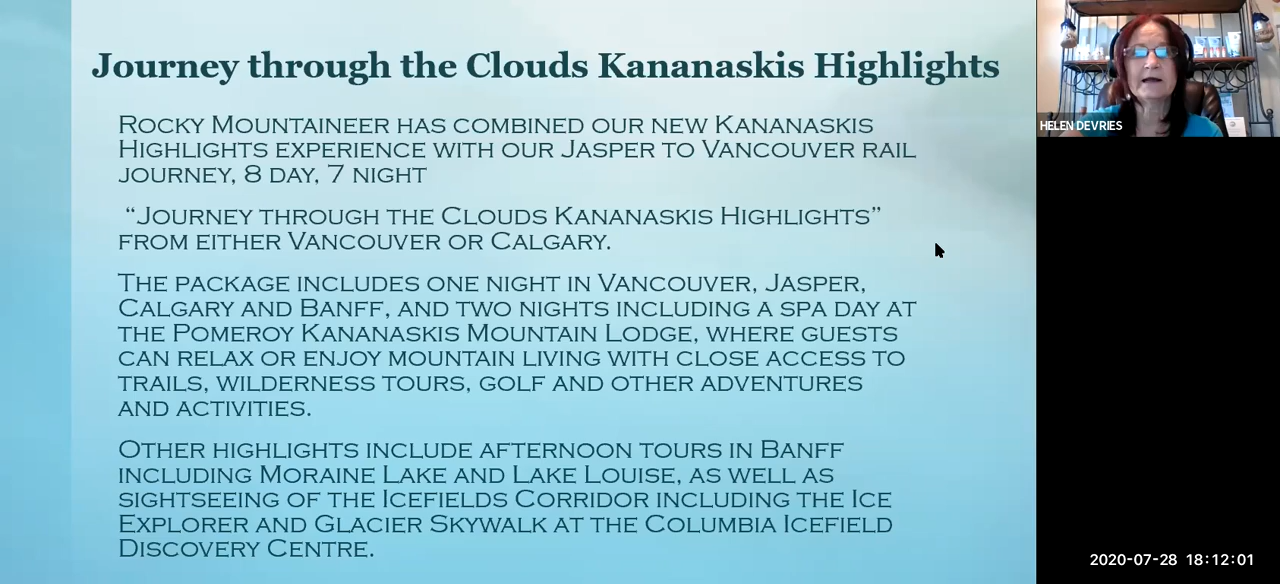 Journey through the Clouds Kananaskis Highlights
Rocky Mountaineer has combined our new Kananaskis
Highlights experience with our Jasper to Vancouver rail
journey, 8 day, 7 night
“Journey through the Clouds Kananaskis Highlights”
from either Vancouver or Calgary.
The package includes one night in Vancouver, Jasper,
Calgary and Banff, and two nights including a spa day at
the Pomeroy Kananaskis Mountain Lodge, where guests
can relax or enjoy mountain living with close access to
trails, wilderness tours, golf and other adventures
and activities.
Other highlights include afternoon tours in Banff
including Moraine Lake and Lake Louise, as well as
sightseeing of the Icefields Corridor including the Ice
Explorer and Glacier Skywalk at the Columbia Icefield
Discovery Centre.
HELEN DEVRIES
2020-07-28 18:12:01